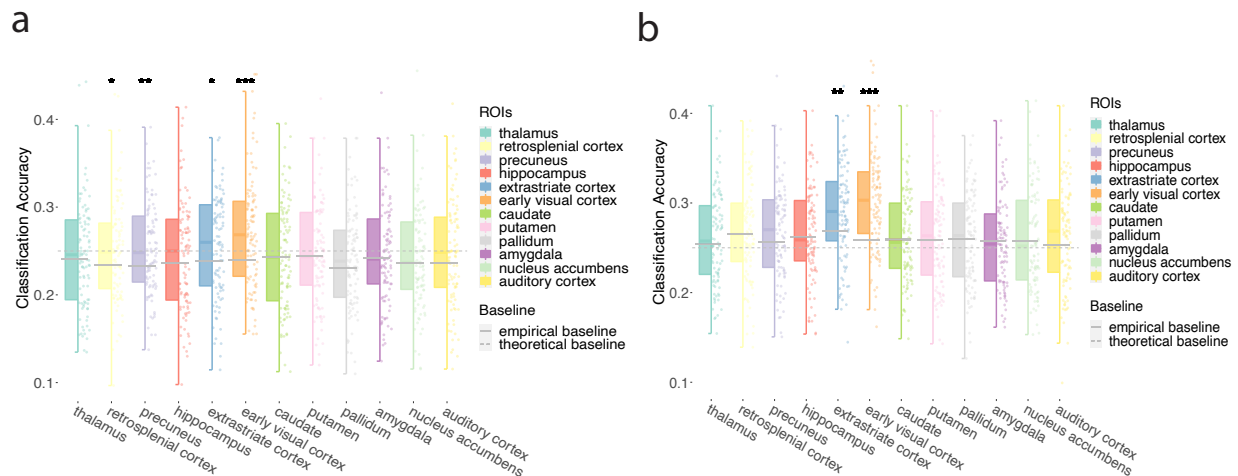 a
Classification Accuracy
0.4
0.3
0.2
0.1
* ** * ***
thalamus
retrosplenial cortex
precuneus
hippocampus
extrastriate cortex
early visual cortex
caudate
putamen
pallidum
amygdala
nucleus accumbens
auditory cortex
ROIs
thalamus
retrosplenial cortex
precuneus
hippocampus
extrastriate cortex
early visual cortex
caudate
putamen
pallidum
amygdala
nucleus accumbens
auditory cortex
Baseline
empirical baseline
theoretical baseline
b
Classification Accuracy
0.4
0.3
0.2
0.1
** ***
thalamus
retrosplenial cortex
precuneus
hippocampus
extrastriate cortex
early visual cortex
caudate
putamen
pallidum
amygdala
nucleus accumbens
auditory cortex
ROIs
thalamus
retrosplenial cortex
precuneus
hippocampus
extrastriate cortex
early visual cortex
caudate
putamen
pallidum
amygdala
nucleus accumbens
auditory cortex
Baseline
empirical baseline
theoretical baseline